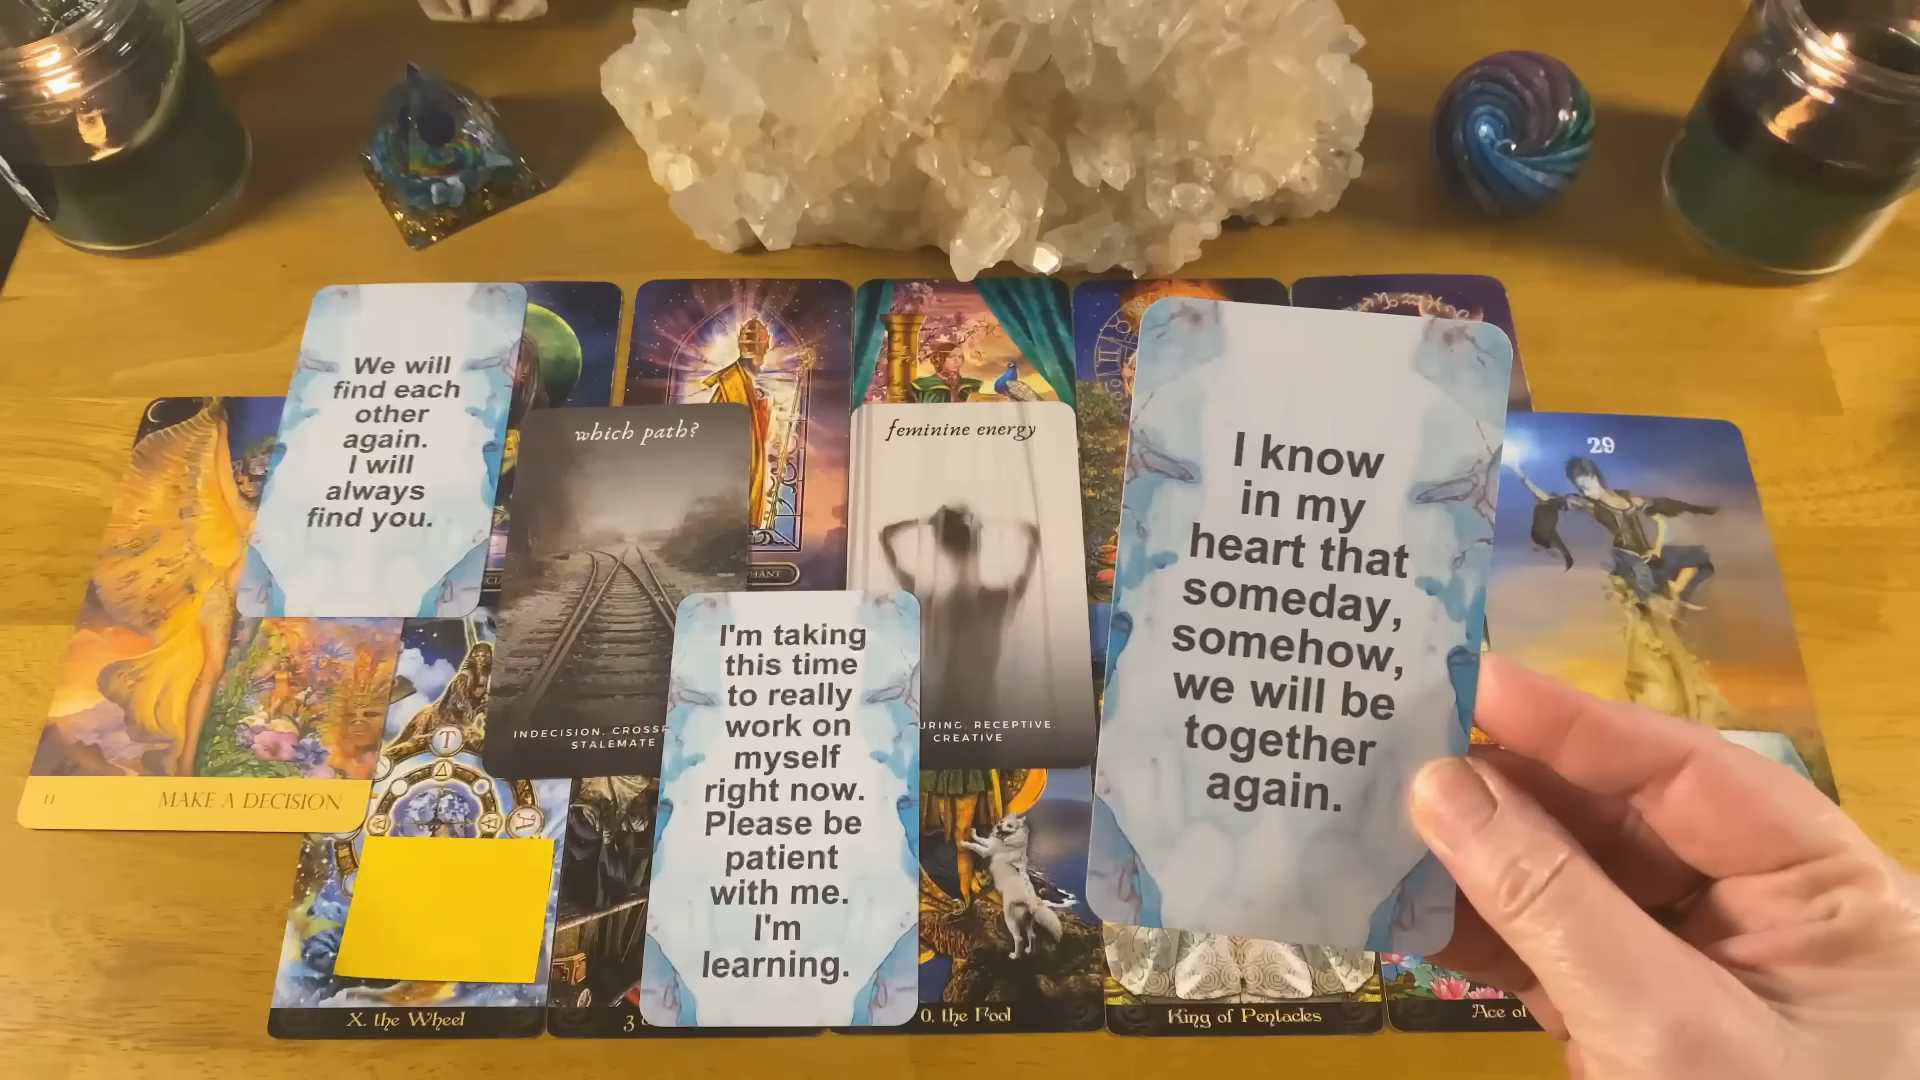 We will
find each
other
again.
I will
always
find you.
which path?
INDECISION,
STALEMATE
feminine energy
RECEPTIVE,
CREATIVE
I'm taking
this time
to really
work on
myself
right now.
Please be
patient
with me.
I'm
learning.
I know
in my
heart that
someday,
somehow,
we will be
together
again.
29
11 MAKE A DECISION
T
X. the Wheel
3
0. the Fool
King of Pentacles
Ace of